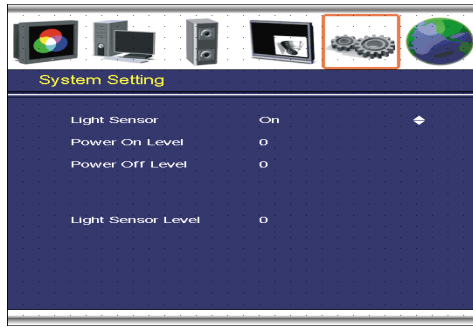 System Setting
Light Sensor On
Power On Level 0
Power Off Level 0
Light Sensor Level 0